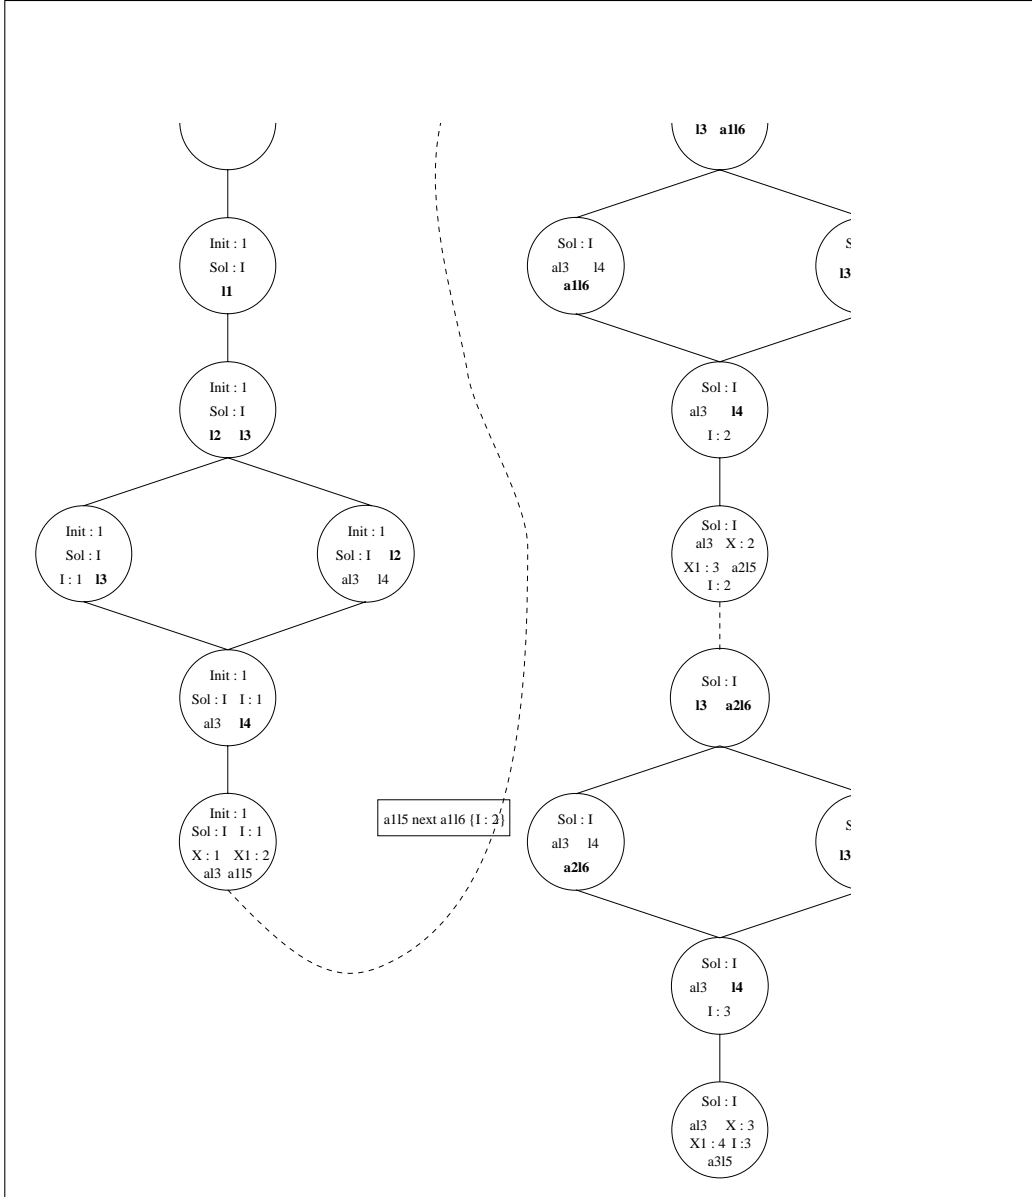 Init : 1
Sol : I
l1
Init : 1
Sol : I
l2 l3
Init : 1
Sol : I
I : 1 l3
Init : 1
Sol : I l2
al3 l4
Init : 1
Sol : I I : 1
al3 l4
Init : 1
Sol : I I : 1
X : 1 X1 : 2
al3 a1l5
a1l5 next a1l6 {I : 2}
l3 a1l6
Sol : I
al3 l4
a1l6
S
l3
Sol : I
al3 l4
I : 2
Sol : I
al3 X : 2
X1 : 3 a2l5
I : 2
Sol : I
l3 a2l6
Sol : I
al3 l4
a2l6
S
l3
Sol : I
al3 l4
I : 3
Sol : I
al3 X : 3
X1 : 4 I :3
a3l5